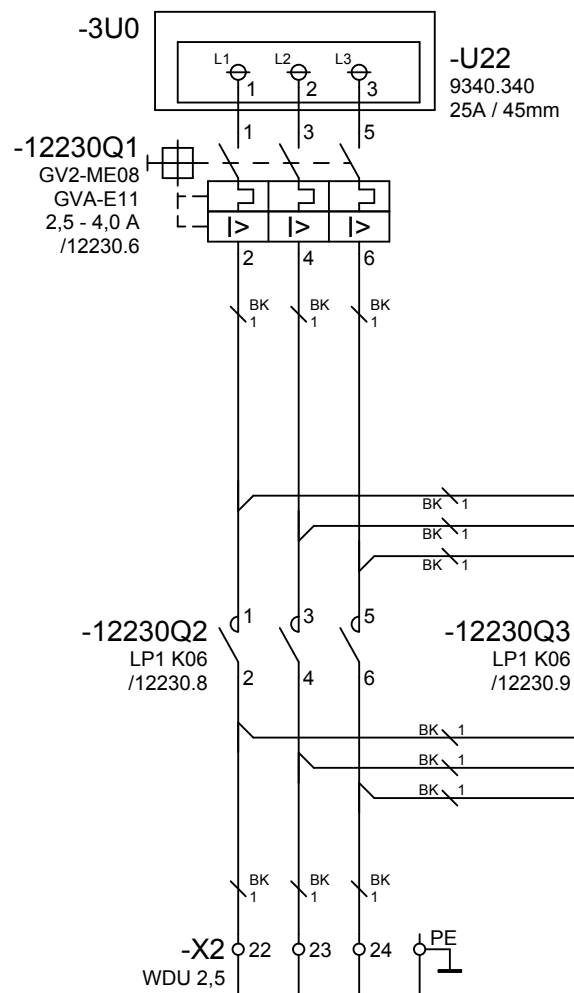 -3U0
L1 L2 L3
1 2 3
-U22
9340.340
25A / 45mm
1 3 5
-12230Q1
GV2-ME08
GVA-E11
2,5 - 4,0 A
/12230.6
I> I> I>
2 4 6
BK BK BK
1 1 1
BK 1
BK 1
BK 1
1 3 5
-12230Q2
LP1 K06
/12230.8
2 4 6
-12230Q3
LP1 K06
/12230.9
BK 1
BK 1
BK 1
BK BK BK
1 1 1
-X2 22 23 24 PE
WDU 2,5